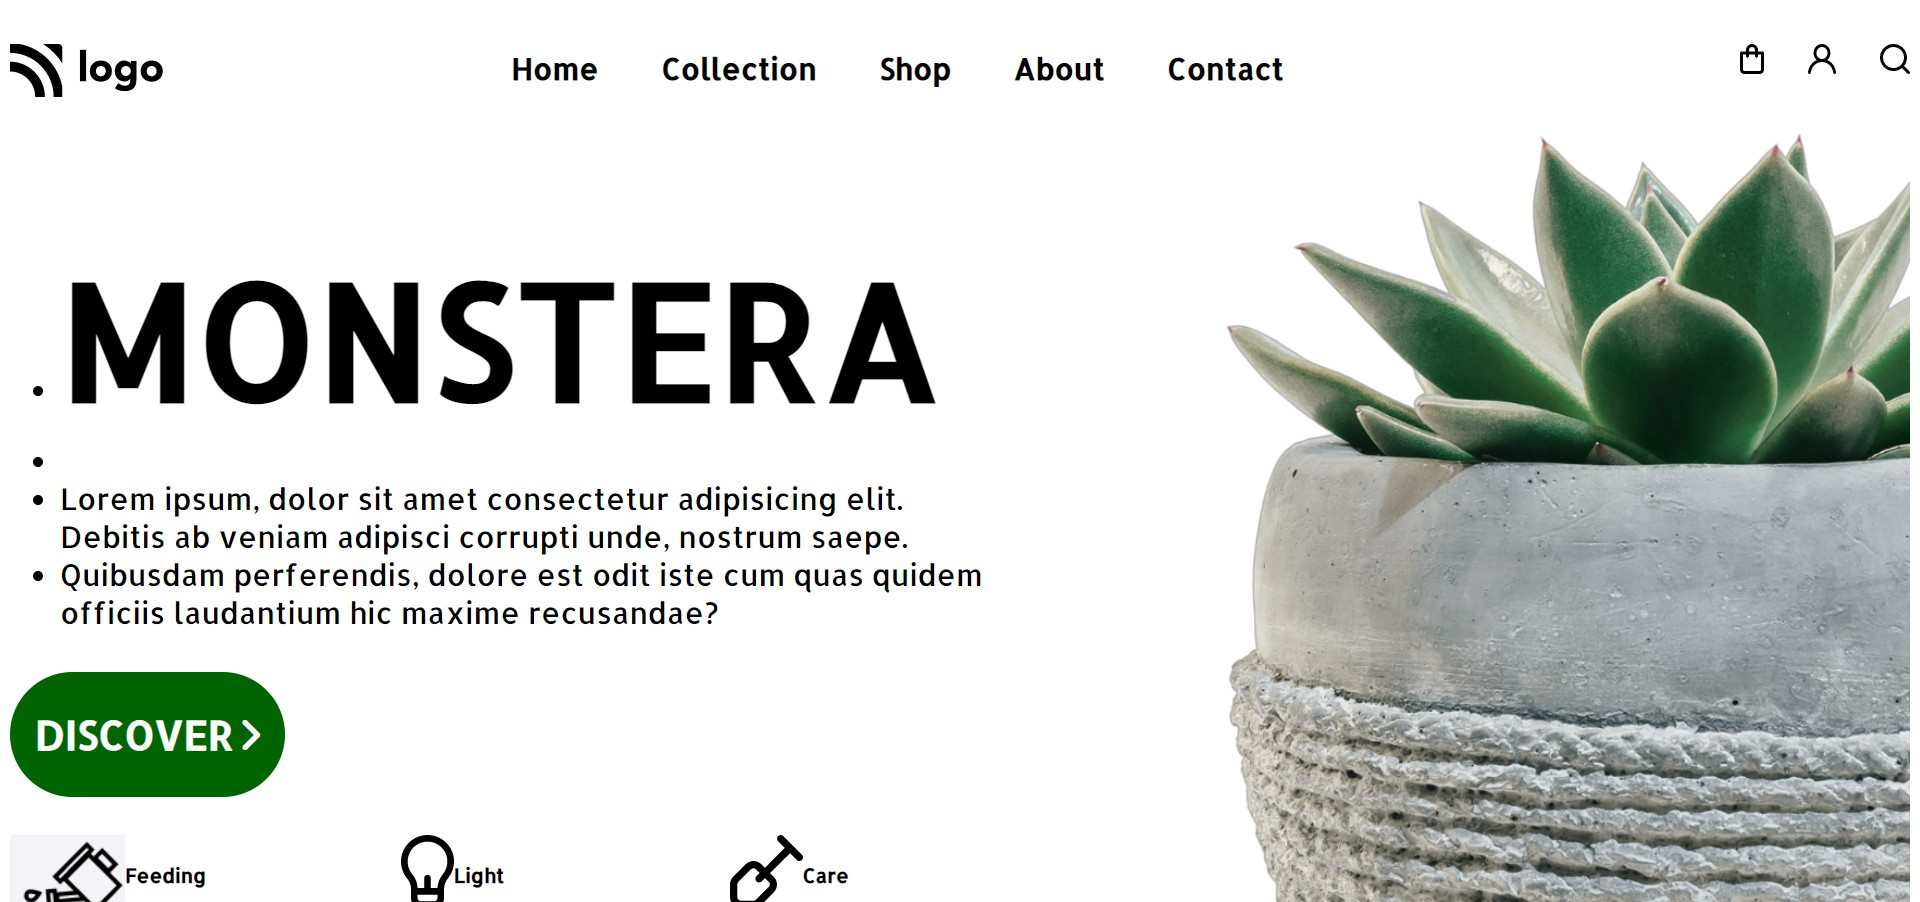 logo
Home Collection Shop About Contact
MONSTERA
Lorem ipsum, dolor sit amet consectetur adipisicing elit.
Debitis ab veniam adipisci corrupti unde, nostrum saepe.
Quibusdam perferendis, dolore est odit iste cum quas quidem
officiis laudantium hic maxime recusandae?
DISCOVER
Feeding Light Care